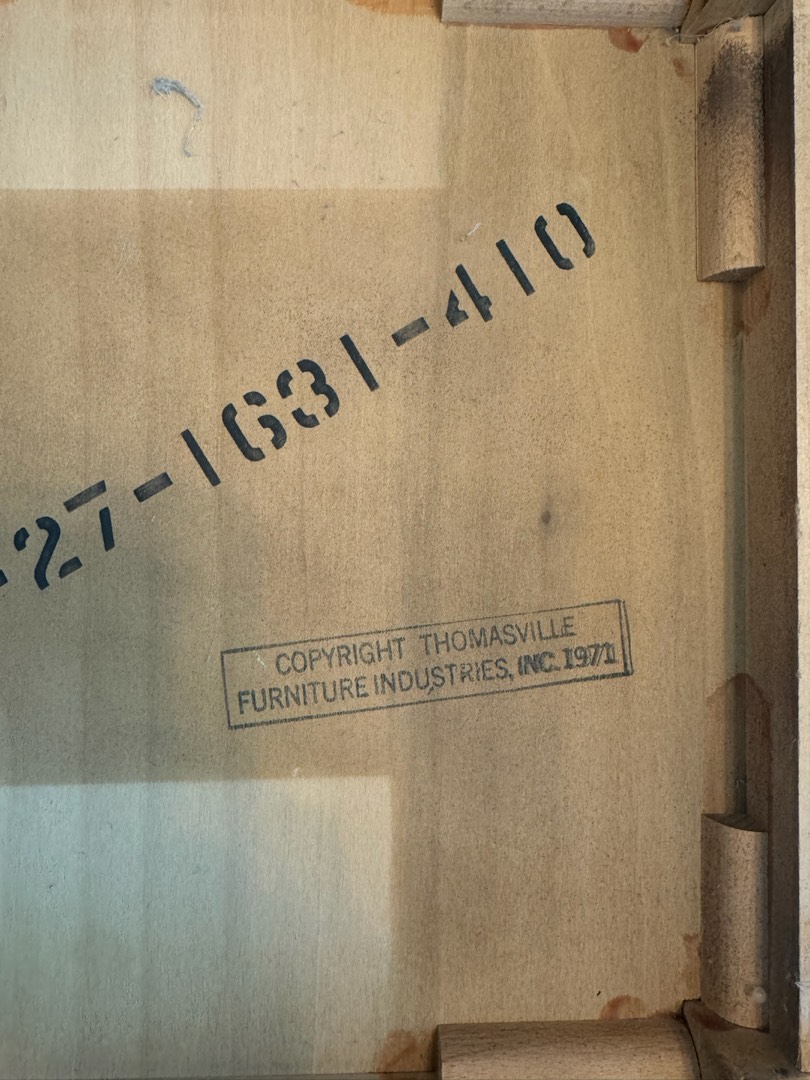 -27-1631-410
COPYRIGHT THOMASVILLE
FURNITURE INDUSTRIES, INC. 1971